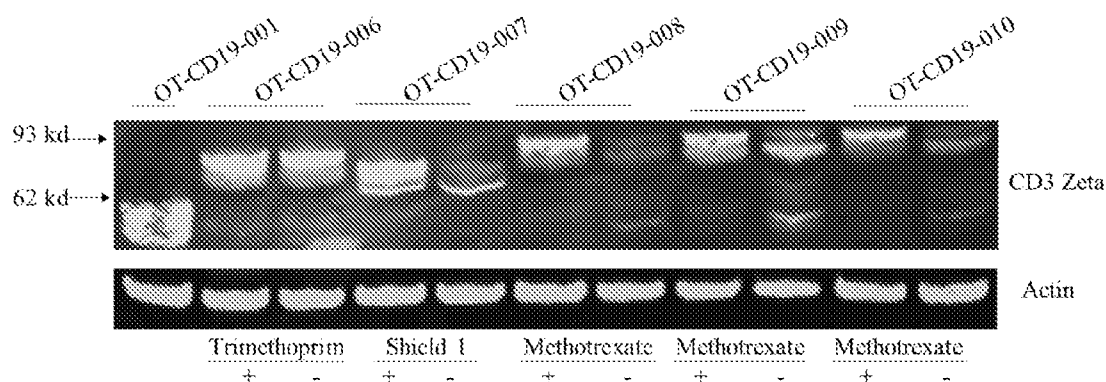 OT-CD19-001 OT-CD19-006 OT-CD19-007 OT-CD19-008 OT-CD19-009 OT-CD19-010
93 kd
62 kd
CD3 Zeta
Actin
Trimethoprim Shield 1 Methotrexate Methotrexate Methotrexate
+ - + - + - + - + -